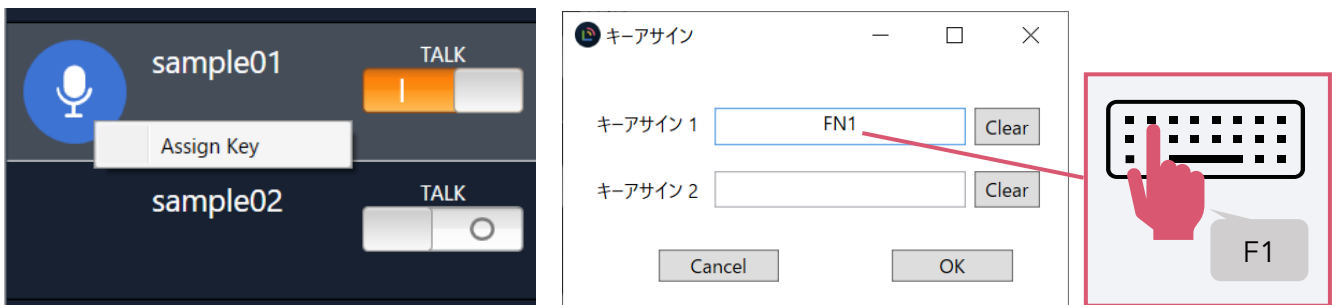 sample01
TALK
Assign Key
sample02
TALK
キーアサイン
キーアサイン 1
FN1
Clear
キーアサイン 2
Clear
Cancel
OK
F1